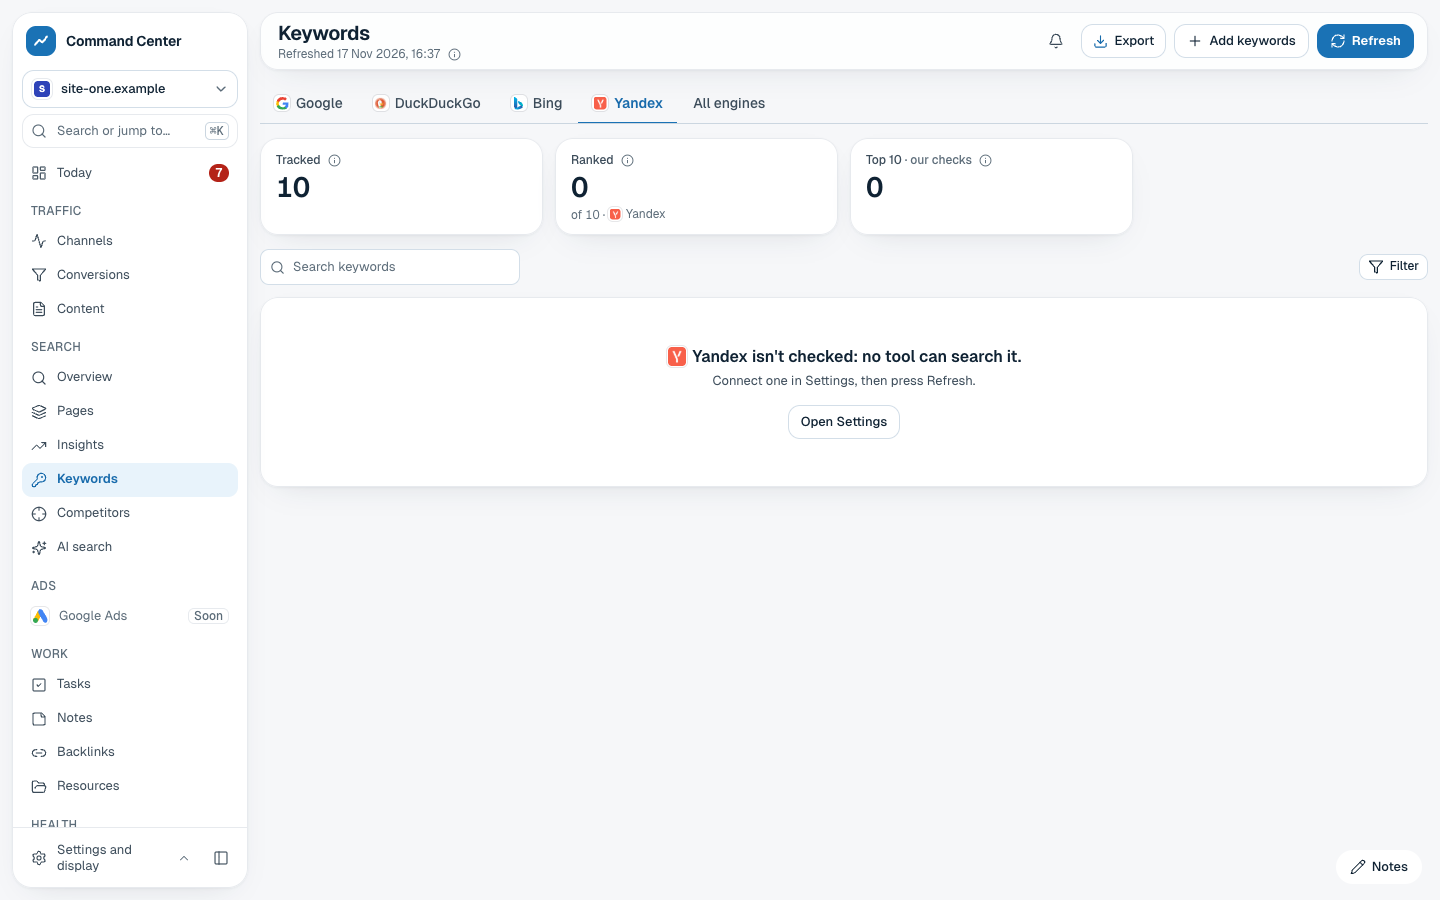 Command Center
S
site-one.example
Search or jump to...
⌘K
Today
7
TRAFFIC
Channels
Conversions
Content
SEARCH
Overview
Pages
Insights
Keywords
Competitors
AI search
ADS
Google Ads
Soon
WORK
Tasks
Notes
Backlinks
Resources
HEALTH
Settings and
display
Keywords
Refreshed 17 Nov 2026, 16:37
Export
Add keywords
Refresh
Google
DuckDuckGo
Bing
Yandex
All engines
Tracked
10
Ranked
0
of 10 · Yandex
Top 10 · our checks
0
Search keywords
Filter
Yandex isn't checked: no tool can search it.
Connect one in Settings, then press Refresh.
Open Settings
Notes